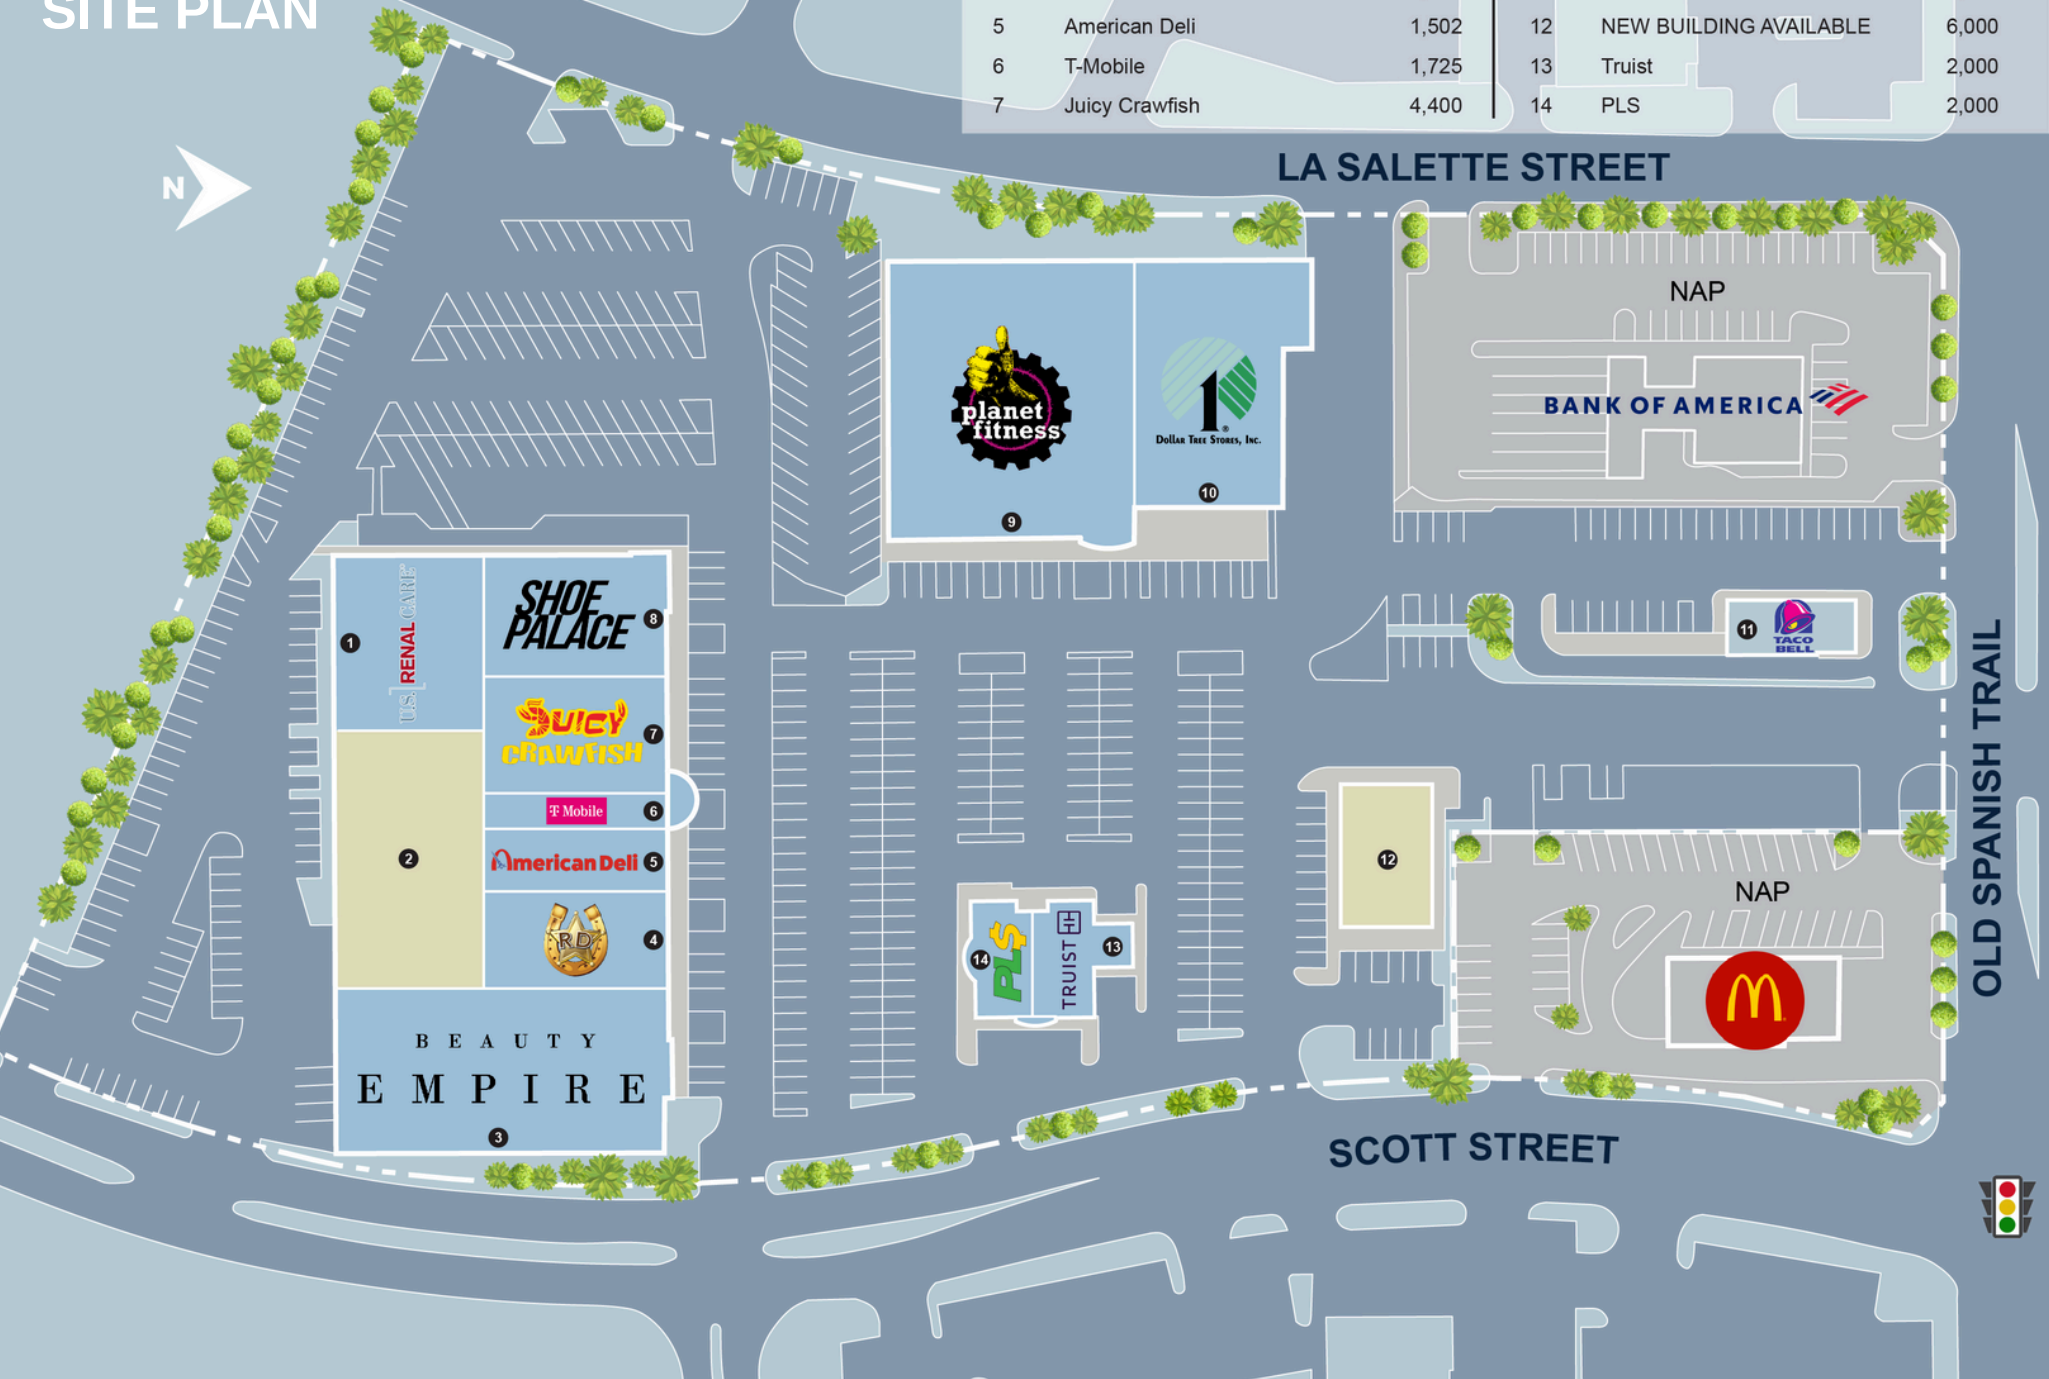 SITE PLAN
5 American Deli 1,502 12 NEW BUILDING AVAILABLE 6,000
6 T-Mobile 1,725 13 Truist 2,000
7 Juicy Crawfish 4,400 14 PLS 2,000
LA SALETTE STREET
N
NAP
BANK OF AMERICA
planet
fitness
1
Dollar Tree Stores, Inc.
9
10
U.S. RENAL CARE
1
SHOE
PALACE
8
11
TACO
BELL
JUICY
CRAWFISH
7
T Mobile
6
2
American Deli
5
12
NAP
RD
4
PLS
14
TRUIST
13
M
BEAUTY
EMPIRE
3
OLD SPANISH TRAIL
SCOTT STREET